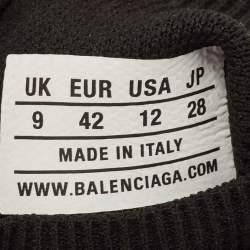 UK EUR USA JP
9 42 12 28
MADE IN ITALY
WWW.BALENCIAGA.COM